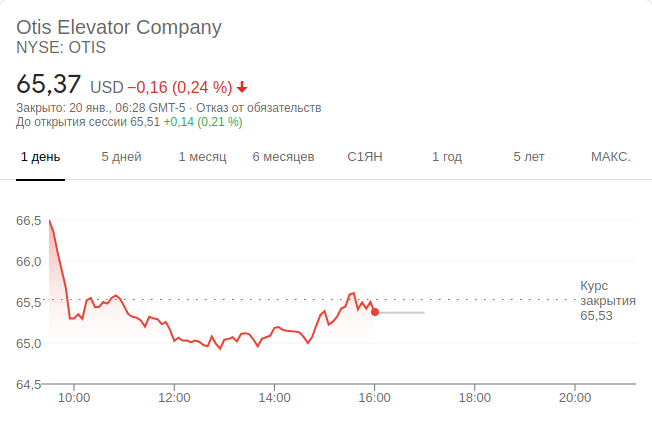 Otis Elevator Company
NYSE: OTIS
65,37 USD −0,16 (0,24 %)
Закрыто: 20 янв., 06:28 GMT-5 · Отказ от обязательств
До открытия сессии 65,51 +0,14 (0,21 %)
1 день 5 дней 1 месяц 6 месяцев С1ЯН 1 год 5 лет МАКС.
66,5
66,0
65,5
65,0
64,5
Курс
закрытия
65,53
10:00 12:00 14:00 16:00 18:00 20:00